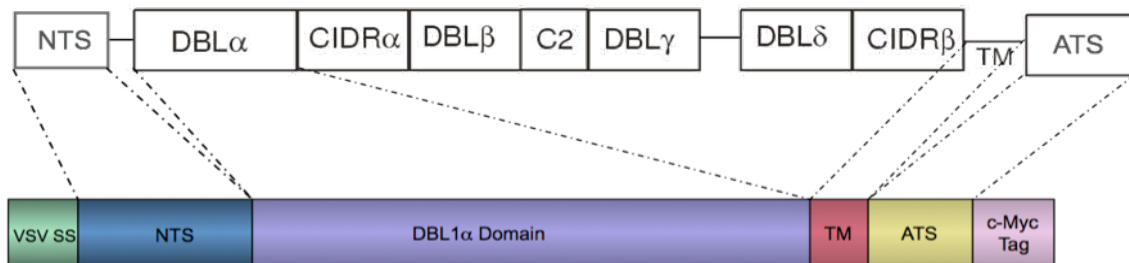 NTS DBLα CIDRα DBLβ C2 DBLγ DBLδ CIDRβ TM ATS
VSV SS NTS DBL1α Domain TM ATS c-Myc
Tag